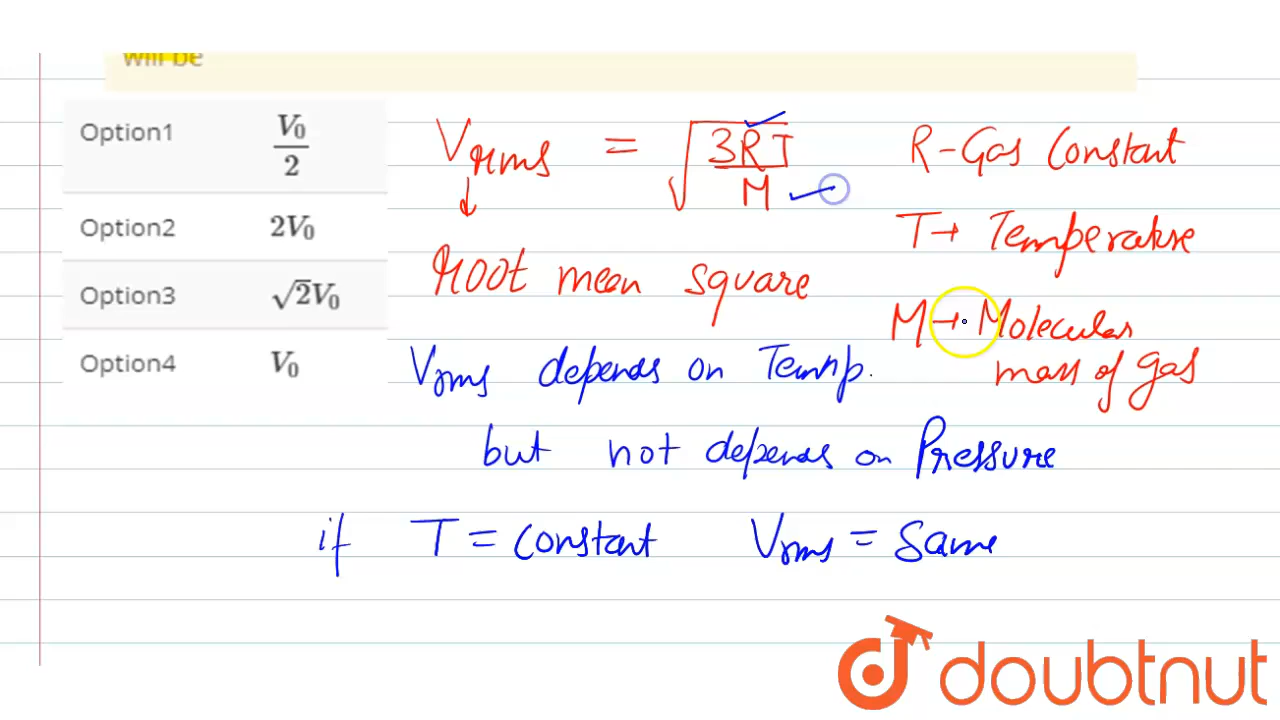 will be
Option1 V₀/2
Option2 2V₀
Option3 √2V₀
Option4 V₀
Vrms = √(3RT/M)
Root mean square
R - Gas Constant
T → Temperature
M → Molecular
mass of gas
Vrms depends on Temp.
but not depends on Pressure
if T = Constant Vrms = Same
doubtnut